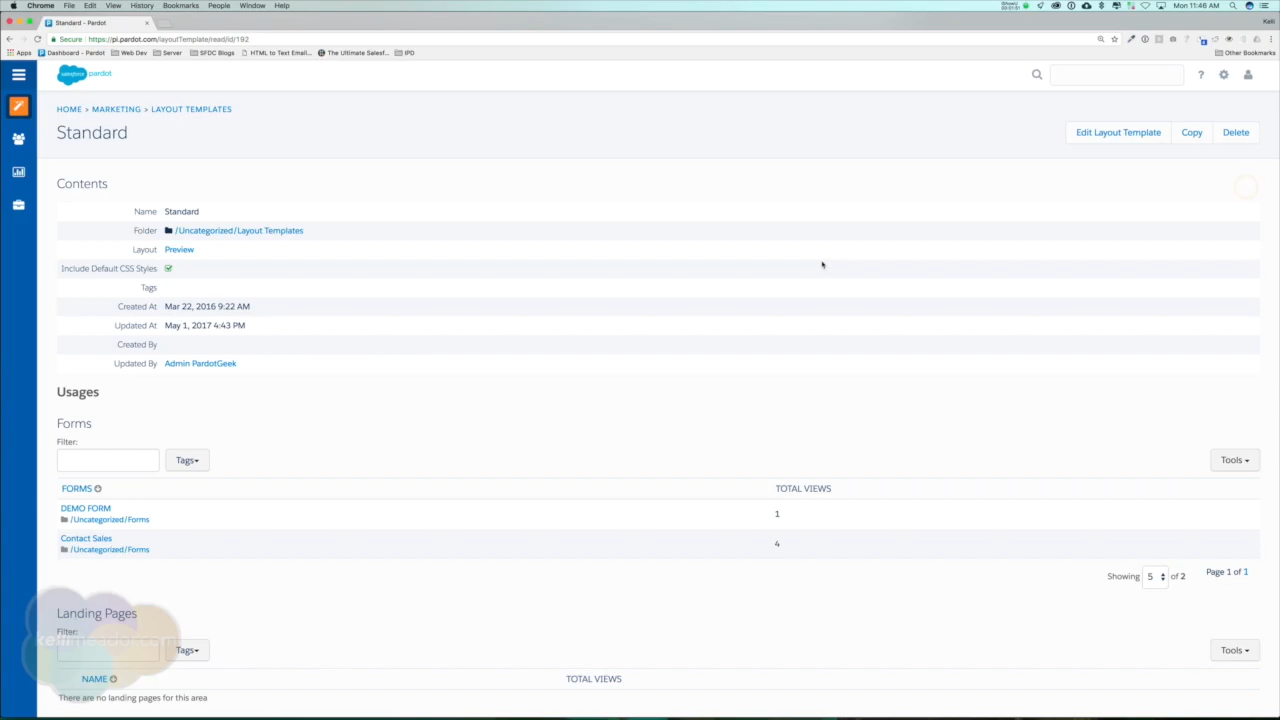 Chrome File Edit View History Bookmarks People Window Help Mon 11:46 AM
Standard - Pardot Kelli
Secure https://pi.pardot.com/layoutTemplate/read/id/192
Apps Dashboard - Pardot Web Dev Server SFDC Blogs HTML to Text Email... The Ultimate Salesf... IPO Other Bookmarks
salesforce pardot ?
HOME > MARKETING > LAYOUT TEMPLATES
Standard Edit Layout Template Copy Delete
Contents
Name Standard
Folder /Uncategorized/Layout Templates
Layout Preview
Include Default CSS Styles
Tags
Created At Mar 22, 2016 9:22 AM
Updated At May 1, 2017 4:43 PM
Created By
Updated By Admin PardotGeek
Usages
Forms
Filter:
Tags Tools
FORMS TOTAL VIEWS
DEMO FORM 1
/Uncategorized/Forms
Contact Sales 4
/Uncategorized/Forms
Showing 5 of 2 Page 1 of 1
Landing Pages
Filter:
kellimeador.com Tags Tools
NAME TOTAL VIEWS
There are no landing pages for this area